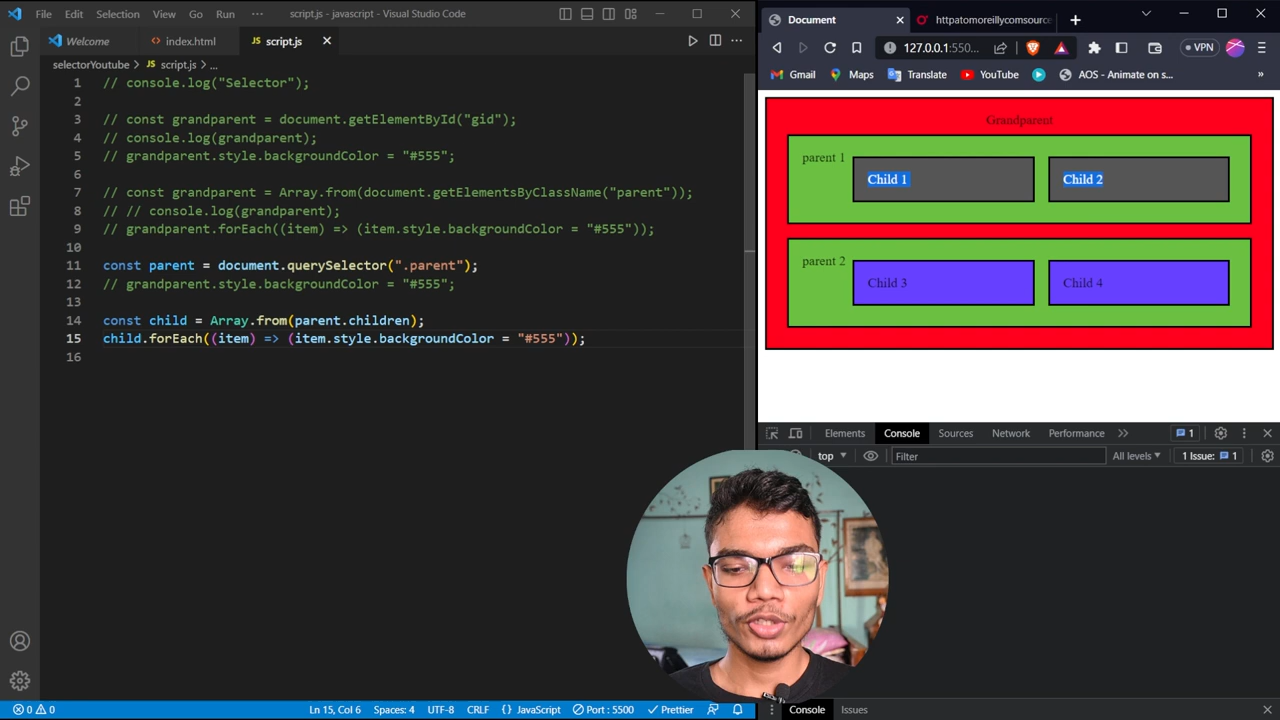 File Edit Selection View Go Run ··· script.js - javascript - Visual Studio Code
Welcome index.html script.js
selectorYoutube > script.js > ...
1 // console.log("Selector");
2
3 // const grandparent = document.getElementById("gid");
4 // console.log(grandparent);
5 // grandparent.style.backgroundColor = "#555";
6
7 // const grandparent = Array.from(document.getElementsByClassName("parent"));
8 // // console.log(grandparent);
9 // grandparent.forEach((item) => (item.style.backgroundColor = "#555"));
10
11 const parent = document.querySelector(".parent");
12 // grandparent.style.backgroundColor = "#555";
13
14 const child = Array.from(parent.children);
15 child.forEach((item) => (item.style.backgroundColor = "#555"));
16
0 0 Ln 15, Col 6 Spaces: 4 UTF-8 CRLF {} JavaScript Port : 5500 Prettier
Document httpatomoreillycomsource
127.0.0.1:550... VPN
Gmail Maps Translate YouTube AOS - Animate on s... »
Grandparent
parent 1 Child 1 Child 2
parent 2 Child 3 Child 4
Elements Console Sources Network Performance » 1
top Filter All levels 1 Issue: 1
Console Issues